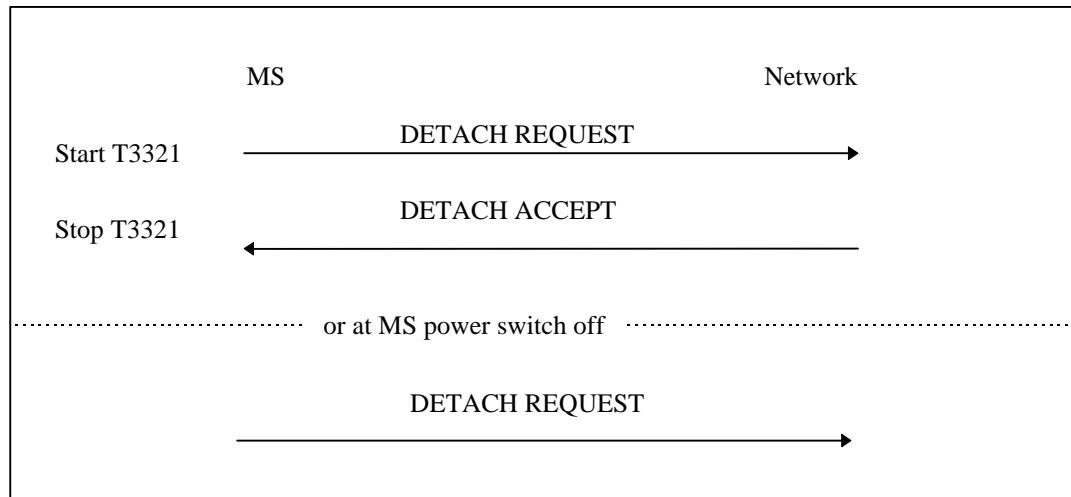 MS Network
DETACH REQUEST
Start T3321
DETACH ACCEPT
Stop T3321
or at MS power switch off
DETACH REQUEST